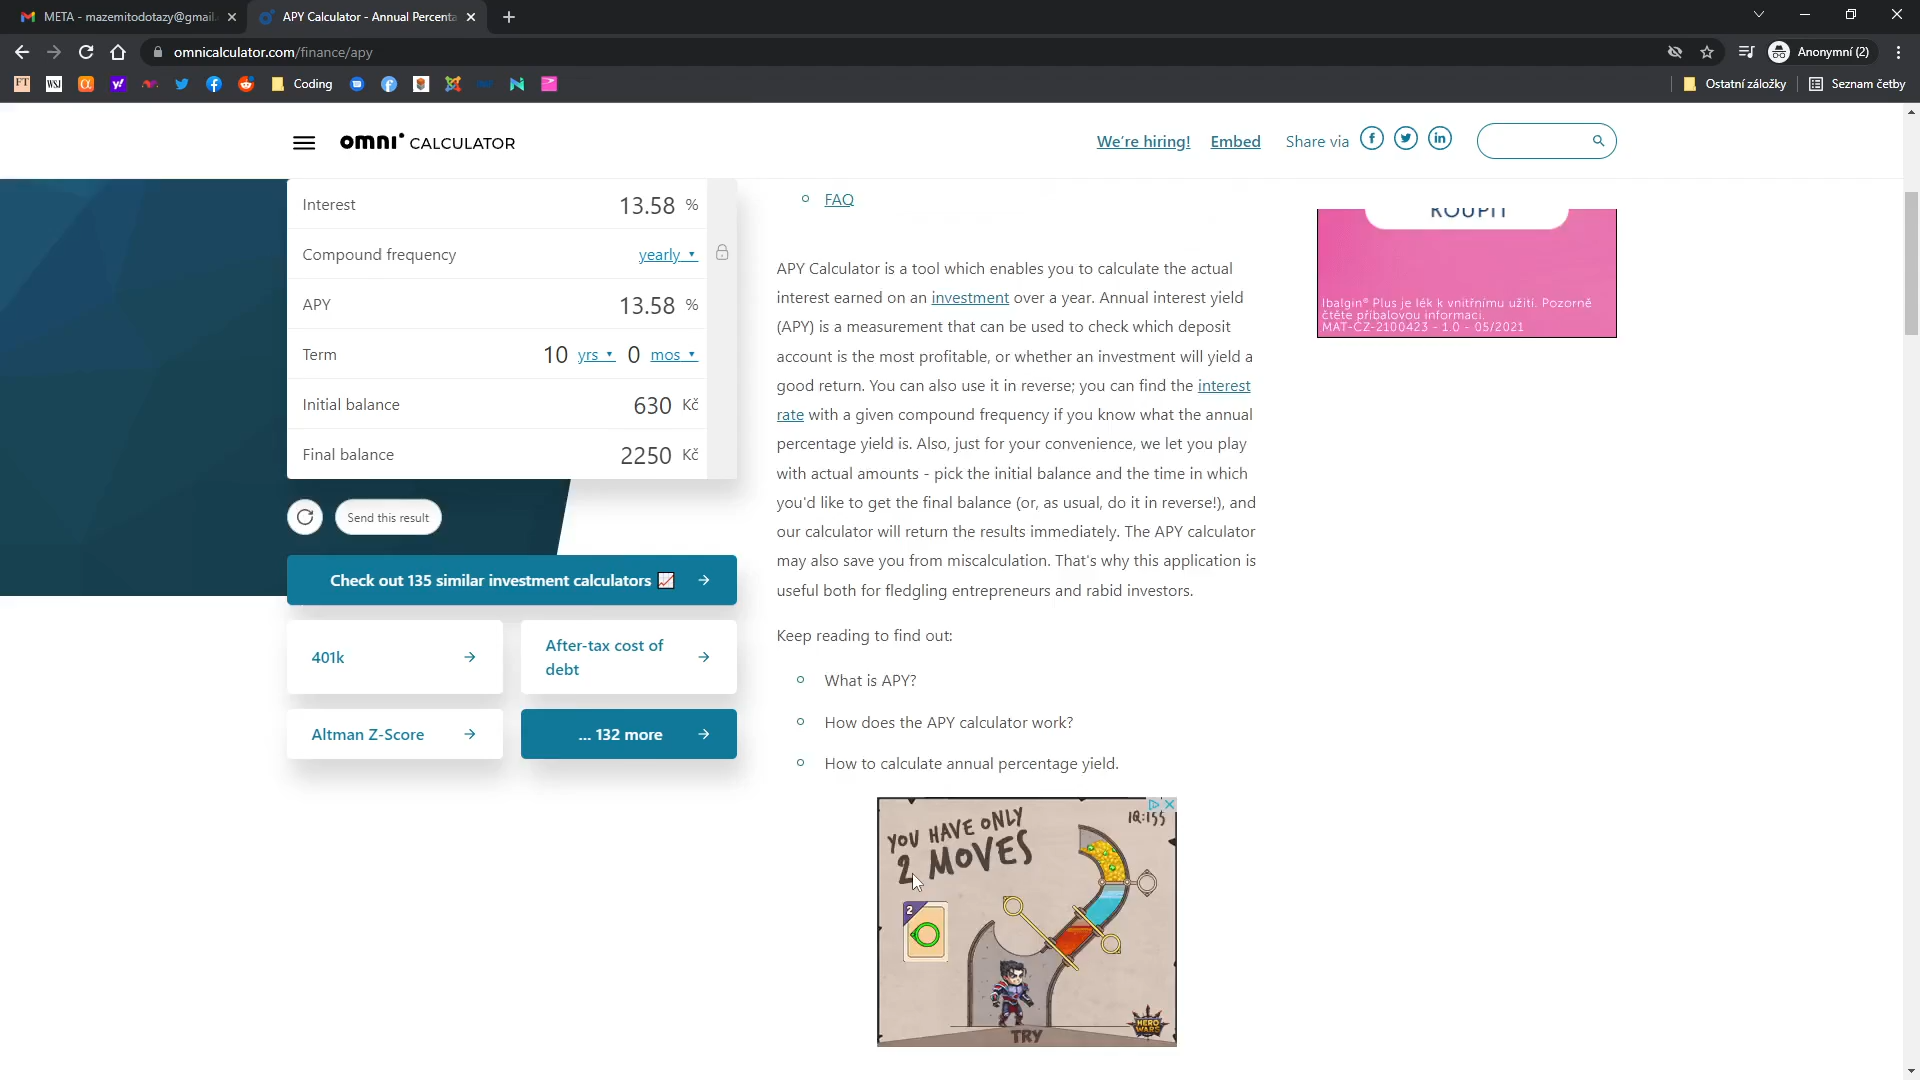 META - mazemitodotazy@gmail.
APY Calculator - Annual Percenta
omnicalculator.com/finance/apy
Anonymní (2)
FT
WSJ
Coding
Ostatní záložky
Seznam četby
omni CALCULATOR
We're hiring!
Embed
Share via
Interest 13.58 %
Compound frequency yearly
APY 13.58 %
Term 10 yrs 0 mos
Initial balance 630 Kč
Final balance 2250 Kč
Send this result
Check out 135 similar investment calculators
401k
After-tax cost of
debt
Altman Z-Score
... 132 more
FAQ
APY Calculator is a tool which enables you to calculate the actual
interest earned on an investment over a year. Annual interest yield
(APY) is a measurement that can be used to check which deposit
account is the most profitable, or whether an investment will yield a
good return. You can also use it in reverse; you can find the interest
rate with a given compound frequency if you know what the annual
percentage yield is. Also, just for your convenience, we let you play
with actual amounts - pick the initial balance and the time in which
you'd like to get the final balance (or, as usual, do it in reverse!), and
our calculator will return the results immediately. The APY calculator
may also save you from miscalculation. That's why this application is
useful both for fledgling entrepreneurs and rabid investors.
Keep reading to find out:
What is APY?
How does the APY calculator work?
How to calculate annual percentage yield.
YOU HAVE ONLY
2 MOVES
IQ:155
2
HERO
WARS
TRY
KOUPIT
Ibalgin® Plus je lék k vnitřnímu užití. Pozorně
čtěte příbalovou informaci.
MAT-CZ-2100423 - 1.0 - 05/2021